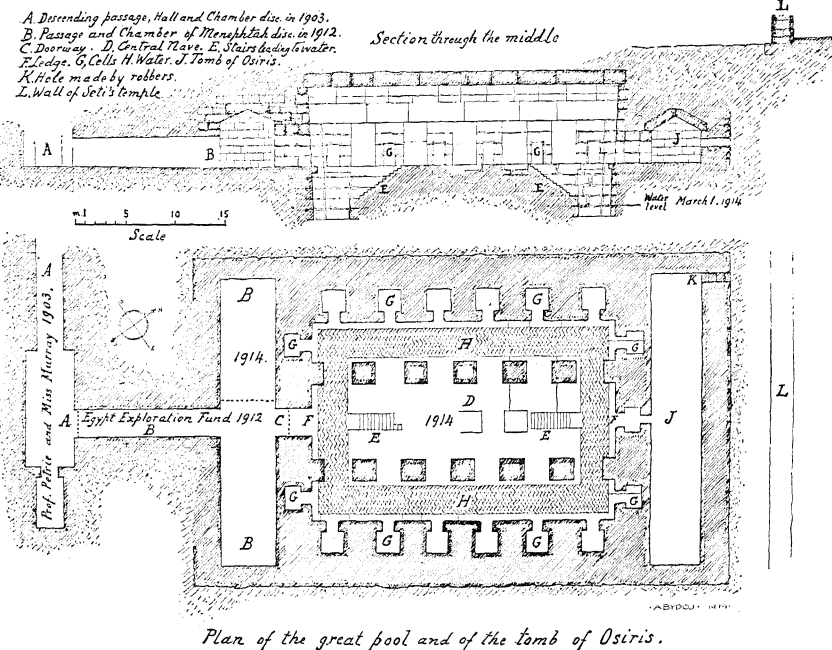 A. Descending passage, Hall and Chamber disc. in 1903.
B. Passage and Chamber of Menephtah disc. in 1912.
C. Doorway. D. Central Nave. E. Stairs leading to water.
F. Ledge. G. Cells H. Water. J. Tomb of Osiris.
K. Hole made by robbers.
L. Wall of Seti's temple
Section through the middle
L
A
B
G
G
J
E
E
Water level March 1. 1914
m. 1 5 10 15
Scale
A
Prof. Petrie and Miss Murray 1903.
A
Egypt Exploration Fund 1912
B
B
1914.
B
C
F
G
G
G
G
H
K
D
1914
E
E
F
J
L
G
G
H
G
G
ABYDOS. 1914.
Plan of the great pool and of the tomb of Osiris.